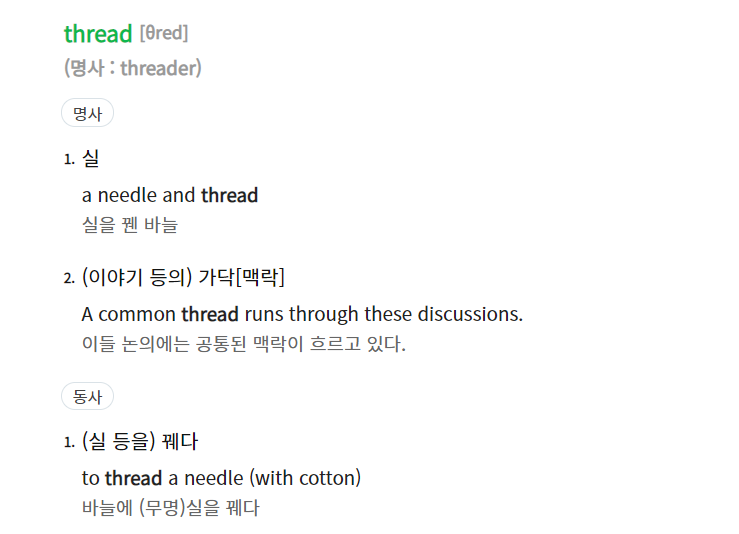 thread [θred]
(명사 : threader)
명사
1. 실
a needle and thread
실을 꿴 바늘
2. (이야기 등의) 가닥[맥락]
A common thread runs through these discussions.
이들 논의에는 공통된 맥락이 흐르고 있다.
동사
1. (실 등을) 꿰다
to thread a needle (with cotton)
바늘에 (무명)실을 꿰다